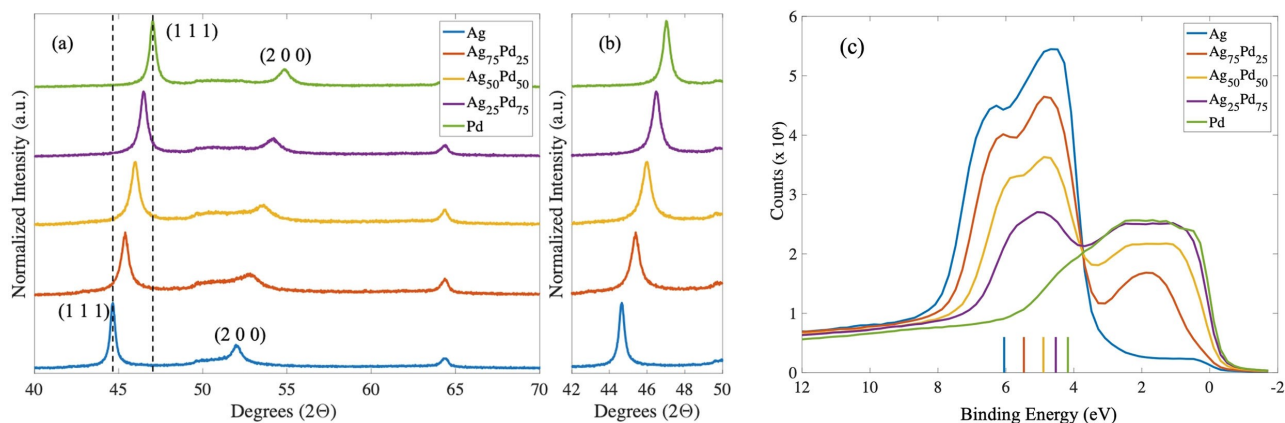 (a)
(1 1 1)
(2 0 0)
(1 1 1)
(2 0 0)
Ag
Ag₇₅Pd₂₅
Ag₅₀Pd₅₀
Ag₂₅Pd₇₅
Pd
Normalized Intensity (a.u.)
40 45 50 55 60 65 70
Degrees (2Θ)
(b)
Normalized Intensity (a.u.)
42 44 46 48 50
Degrees (2Θ)
(c)
Ag
Ag₇₅Pd₂₅
Ag₅₀Pd₅₀
Ag₂₅Pd₇₅
Pd
Counts (x 10⁴)
6
5
4
3
2
1
0
12 10 8 6 4 2 0 -2
Binding Energy (eV)